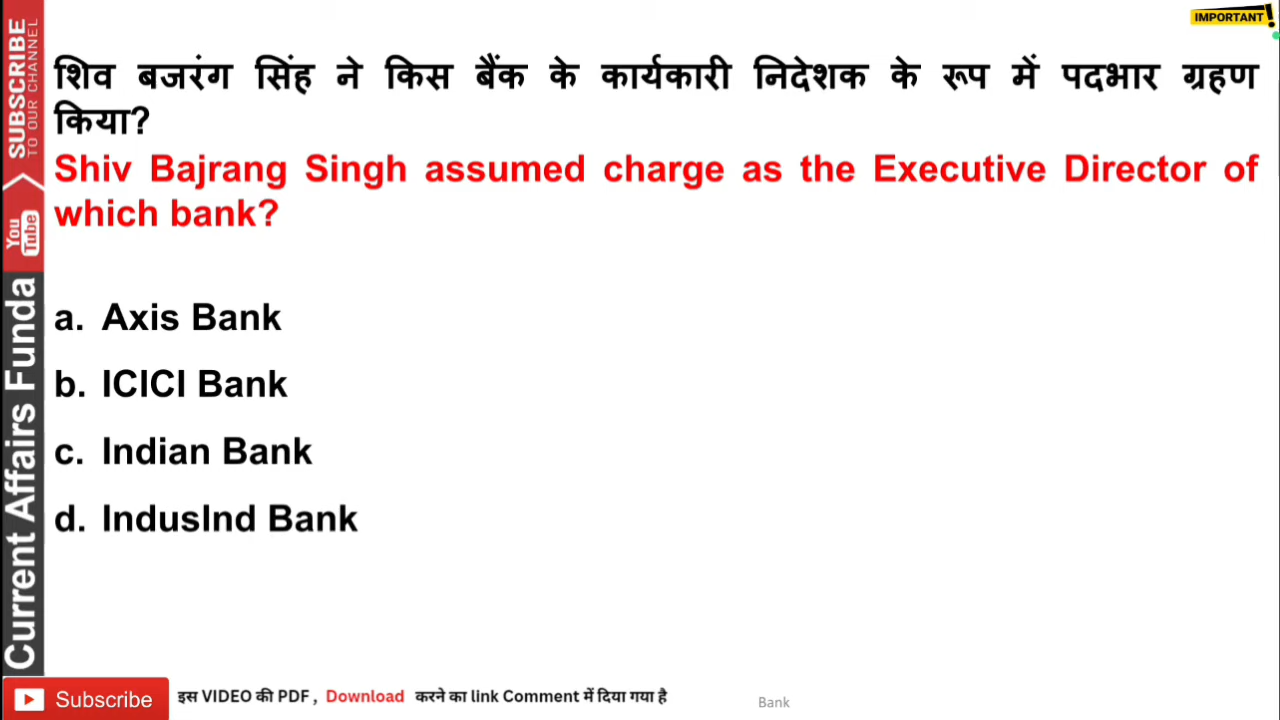 IMPORTANT!
शिव बजरंग सिंह ने किस बैंक के कार्यकारी निदेशक के रूप में पदभार ग्रहण
किया?
Shiv Bajrang Singh assumed charge as the Executive Director of
which bank?
a. Axis Bank
b. ICICI Bank
c. Indian Bank
d. IndusInd Bank
SUBSCRIBE
TO OUR CHANNEL
You
Tube
Current Affairs Funda
Subscribe
इस VIDEO की PDF , Download करने का link Comment में दिया गया है
Bank